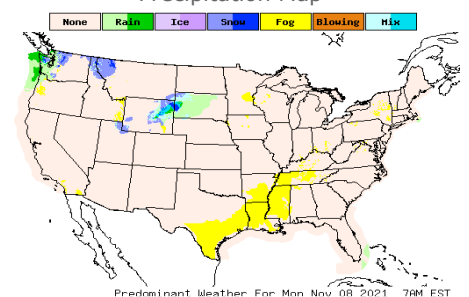 Precipitation Map
None Rain Ice Snow Fog Blowing Mix
Predominant Weather For Mon Nov 08 2021 7AM EST